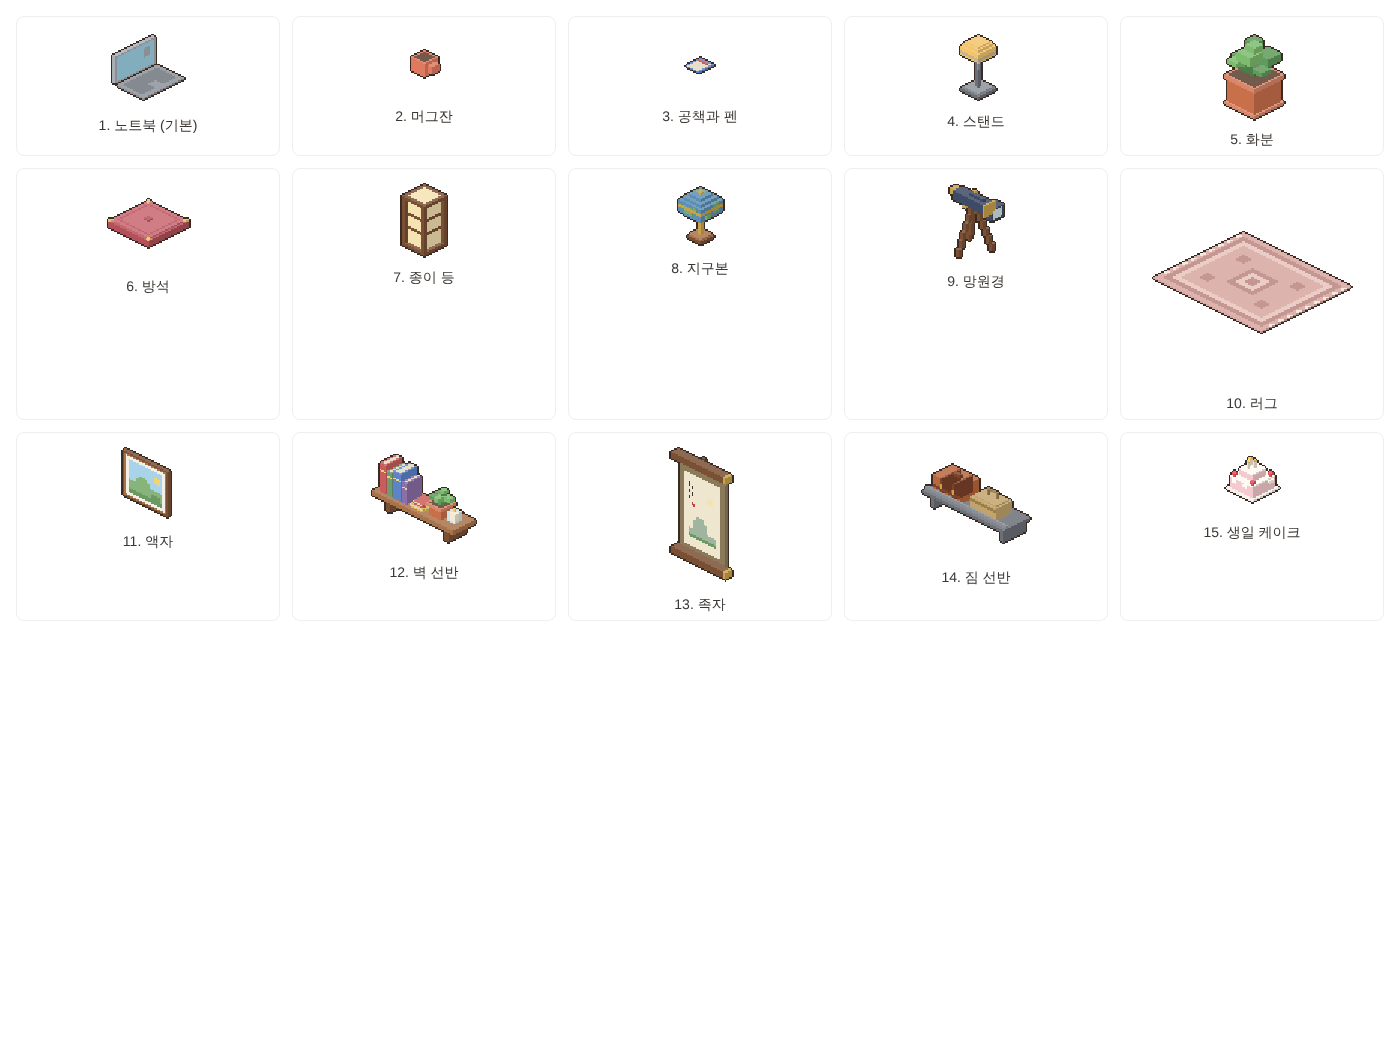 1. 노트북 (기본)
2. 머그잔
3. 공책과 펜
4. 스탠드
5. 화분
6. 방석
7. 종이 등
8. 지구본
9. 망원경
10. 러그
11. 액자
12. 벽 선반
13. 족자
14. 짐 선반
15. 생일 케이크